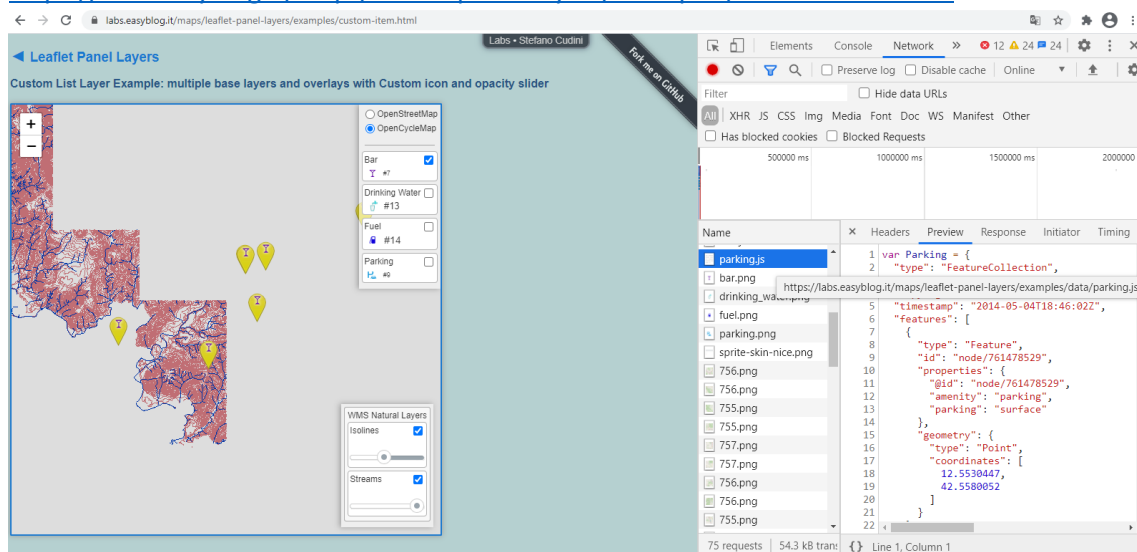 labs.easyblog.it/maps/leaflet-panel-layers/examples/custom-item.html
Labs • Stefano Cudini
Fork me on GitHub
◀ Leaflet Panel Layers
Custom List Layer Example: multiple base layers and overlays with Custom icon and opacity slider
+
−
OpenStreetMap
OpenCycleMap
Bar
#7
Drinking Water
#13
Fuel
#14
Parking
#9
WMS Natural Layers
Isolines
Streams
Elements Console Network » 12 24 24
Preserve log Disable cache Online
Filter Hide data URLs
All XHR JS CSS Img Media Font Doc WS Manifest Other
Has blocked cookies Blocked Requests
500000 ms 1000000 ms 1500000 ms 2000000
Name
parking.js
bar.png
drinking_water.png
fuel.png
parking.png
sprite-skin-nice.png
756.png
756.png
755.png
755.png
757.png
757.png
756.png
756.png
755.png
75 requests 54.3 kB trans
× Headers Preview Response Initiator Timing
1 var Parking = {
2 "type": "FeatureCollection",
https://labs.easyblog.it/maps/leaflet-panel-layers/examples/data/parking.js
5 "timestamp": "2014-05-04T18:46:02Z",
6 "features": [
7 {
8 "type": "Feature",
9 "id": "node/761478529",
10 "properties": {
11 "@id": "node/761478529",
12 "amenity": "parking",
13 "parking": "surface"
14 },
15 "geometry": {
16 "type": "Point",
17 "coordinates": [
18 12.5530447,
19 42.5580052
20 ]
21 }
22
{} Line 1, Column 1